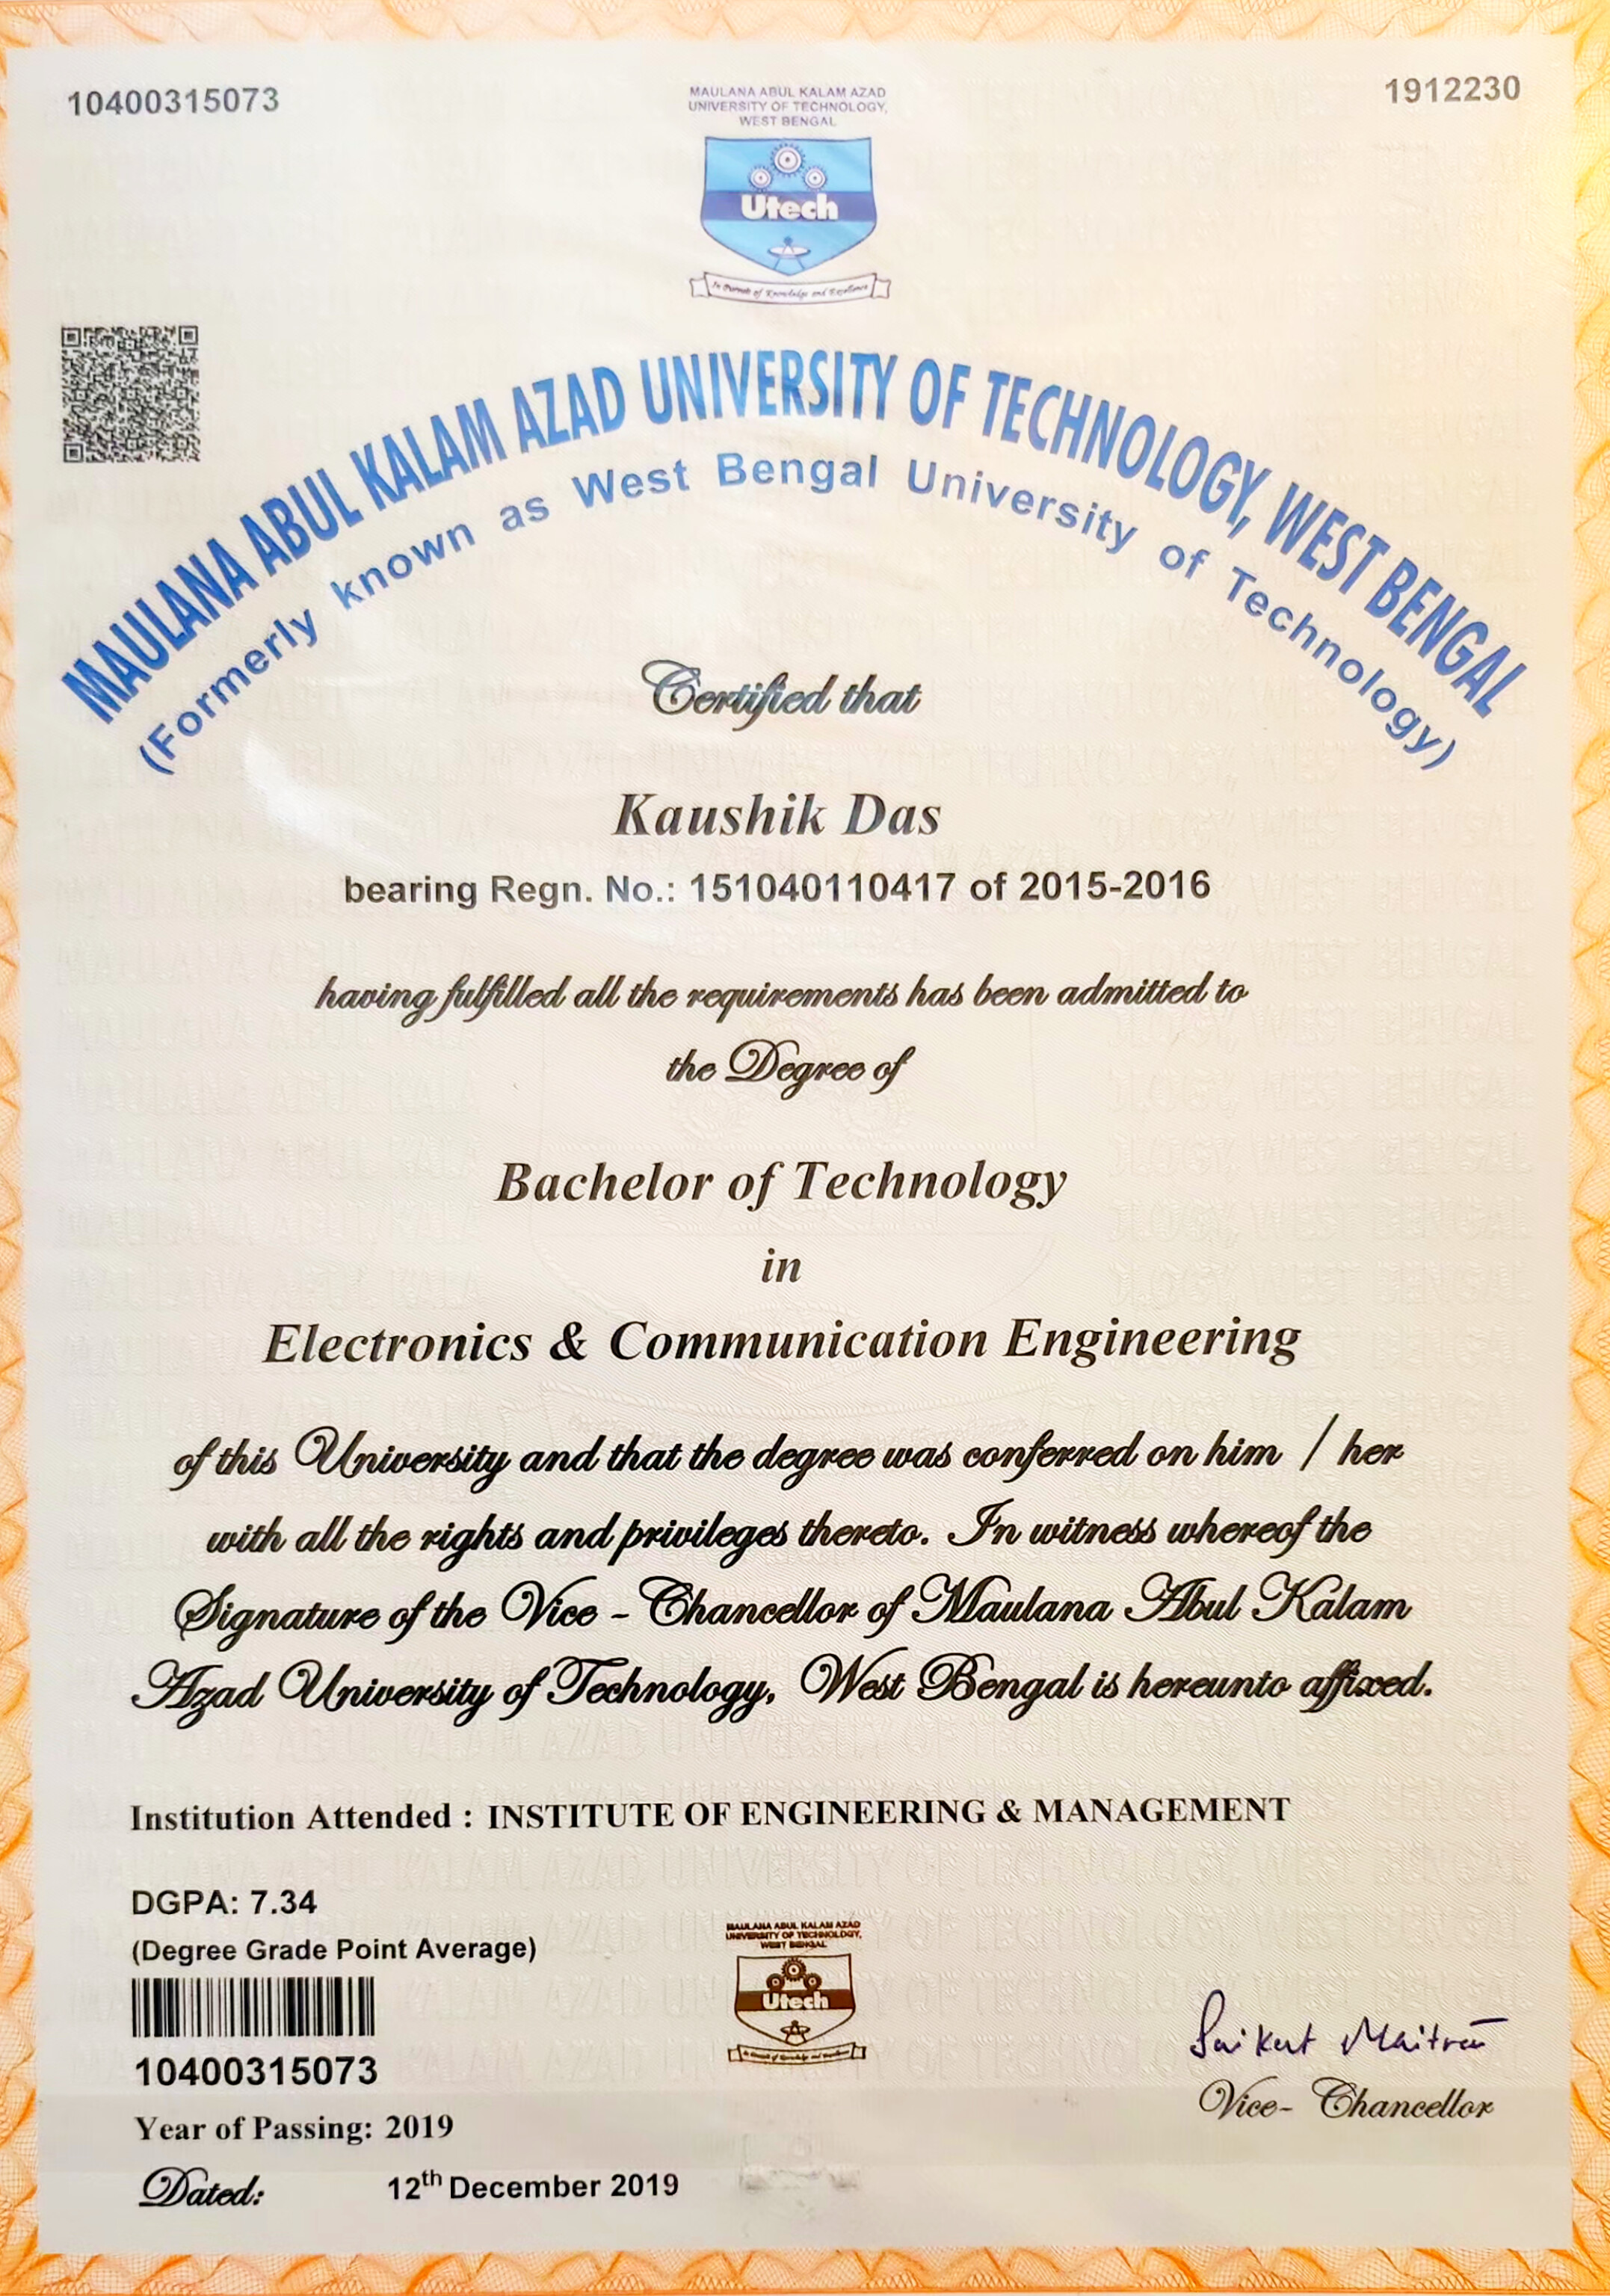 10400315073
1912230
MAULANA ABUL KALAM AZAD
UNIVERSITY OF TECHNOLOGY,
WEST BENGAL
Utech
In Pursuit of Knowledge and Excellence
MAULANA ABUL KALAM AZAD UNIVERSITY OF TECHNOLOGY, WEST BENGAL
(Formerly known as West Bengal University of Technology)
Certified that
Kaushik Das
bearing Regn. No.: 151040110417 of 2015-2016
having fulfilled all the requirements has been admitted to
the Degree of
Bachelor of Technology
in
Electronics & Communication Engineering
of this University and that the degree was conferred on him / her
with all the rights and privileges thereto. In witness whereof the
Signature of the Vice - Chancellor of Maulana Abul Kalam
Azad University of Technology, West Bengal is hereunto affixed.
Institution Attended : INSTITUTE OF ENGINEERING & MANAGEMENT
DGPA: 7.34
(Degree Grade Point Average)
10400315073
MAULANA ABUL KALAM AZAD
UNIVERSITY OF TECHNOLOGY,
WEST BENGAL
Utech
In Pursuit of Knowledge and Excellence
Saikat Maitra
Vice- Chancellor
Year of Passing: 2019
Dated: 12th December 2019